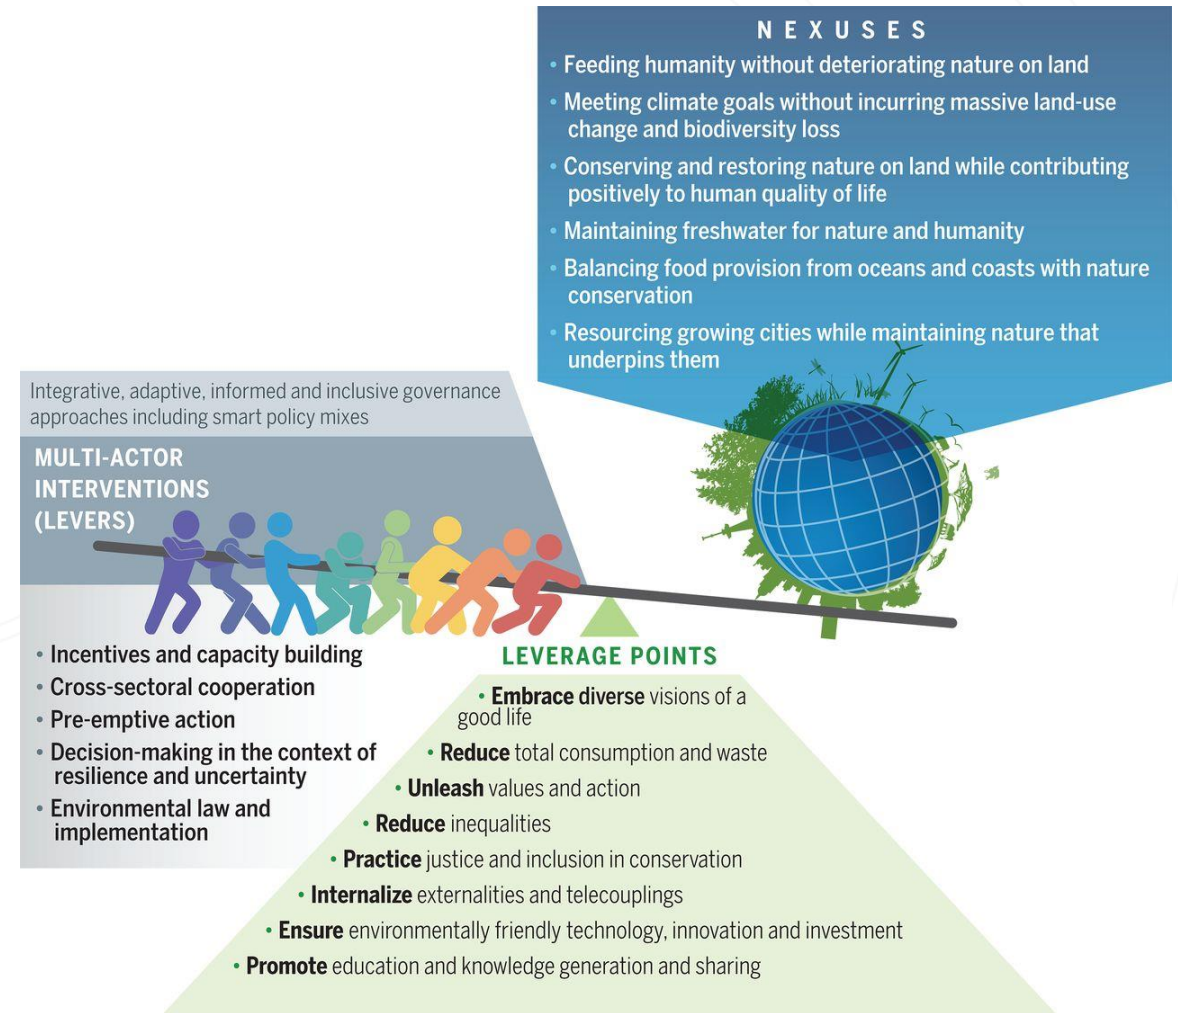 NEXUSES
• Feeding humanity without deteriorating nature on land
• Meeting climate goals without incurring massive land-use
change and biodiversity loss
• Conserving and restoring nature on land while contributing
positively to human quality of life
• Maintaining freshwater for nature and humanity
• Balancing food provision from oceans and coasts with nature
conservation
• Resourcing growing cities while maintaining nature that
underpins them
Integrative, adaptive, informed and inclusive governance
approaches including smart policy mixes
MULTI-ACTOR
INTERVENTIONS
(LEVERS)
• Incentives and capacity building
• Cross-sectoral cooperation
• Pre-emptive action
• Decision-making in the context of
resilience and uncertainty
• Environmental law and
implementation
LEVERAGE POINTS
• Embrace diverse visions of a
good life
• Reduce total consumption and waste
• Unleash values and action
• Reduce inequalities
• Practice justice and inclusion in conservation
• Internalize externalities and telecouplings
• Ensure environmentally friendly technology, innovation and investment
• Promote education and knowledge generation and sharing